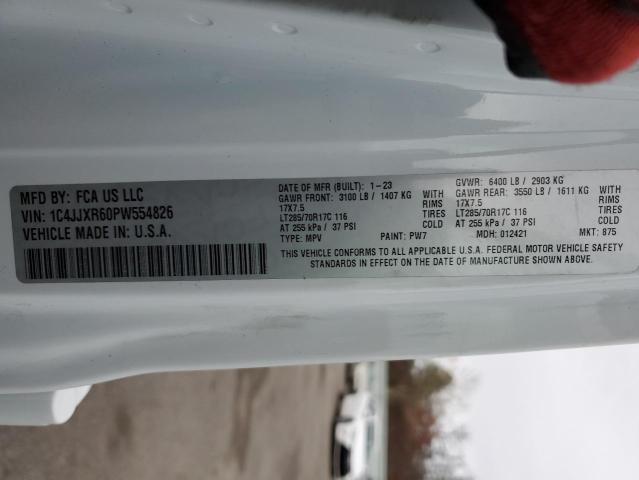 MFD BY: FCA US LLC
VIN: 1C4JJXR60PW554826
VEHICLE MADE IN U.S.A.
DATE OF MFR (BUILT): 1-23
GAWR FRONT: 3100 LB / 1407 KG
17X7.5 WITH RIMS
LT285/70R17C 116 TIRES
AT 255 kPa / 37 PSI COLD
TYPE: MPV PAINT: PW7
GVWR: 6400 LB / 2903 KG
GAWR REAR: 3550 LB / 1611 KG
17X7.5 WITH RIMS
LT285/70R17C 116 TIRES
AT 255 kPa / 37 PSI COLD
MDH: 012421 MKT: 875
THIS VEHICLE CONFORMS TO ALL APPLICABLE U.S.A. FEDERAL MOTOR VEHICLE SAFETY
STANDARDS IN EFFECT ON THE DATE OF MANUFACTURE SHOWN ABOVE.